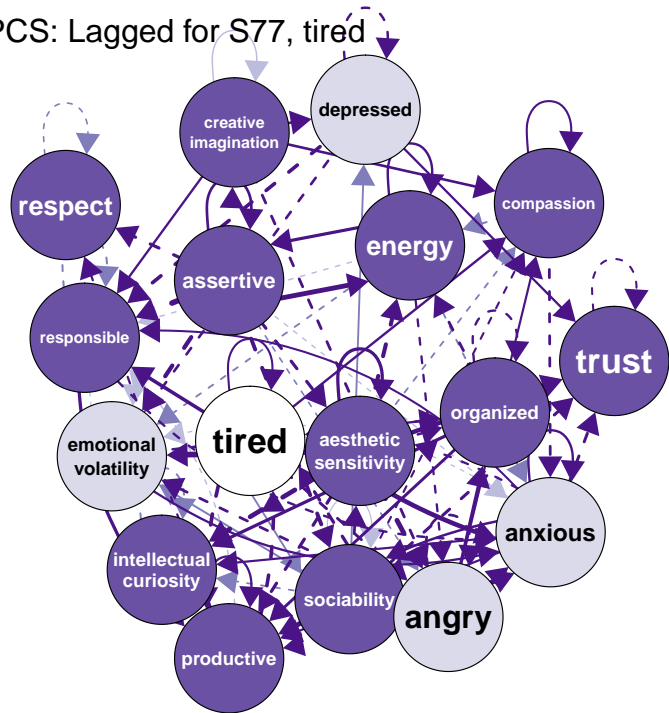 PCS: Lagged for S77, tired
depressed
creative
imagination
respect
compassion
energy
assertive
responsible
trust
organized
tired
aesthetic
sensitivity
emotional
volatility
anxious
intellectual
curiosity
sociability
angry
productive